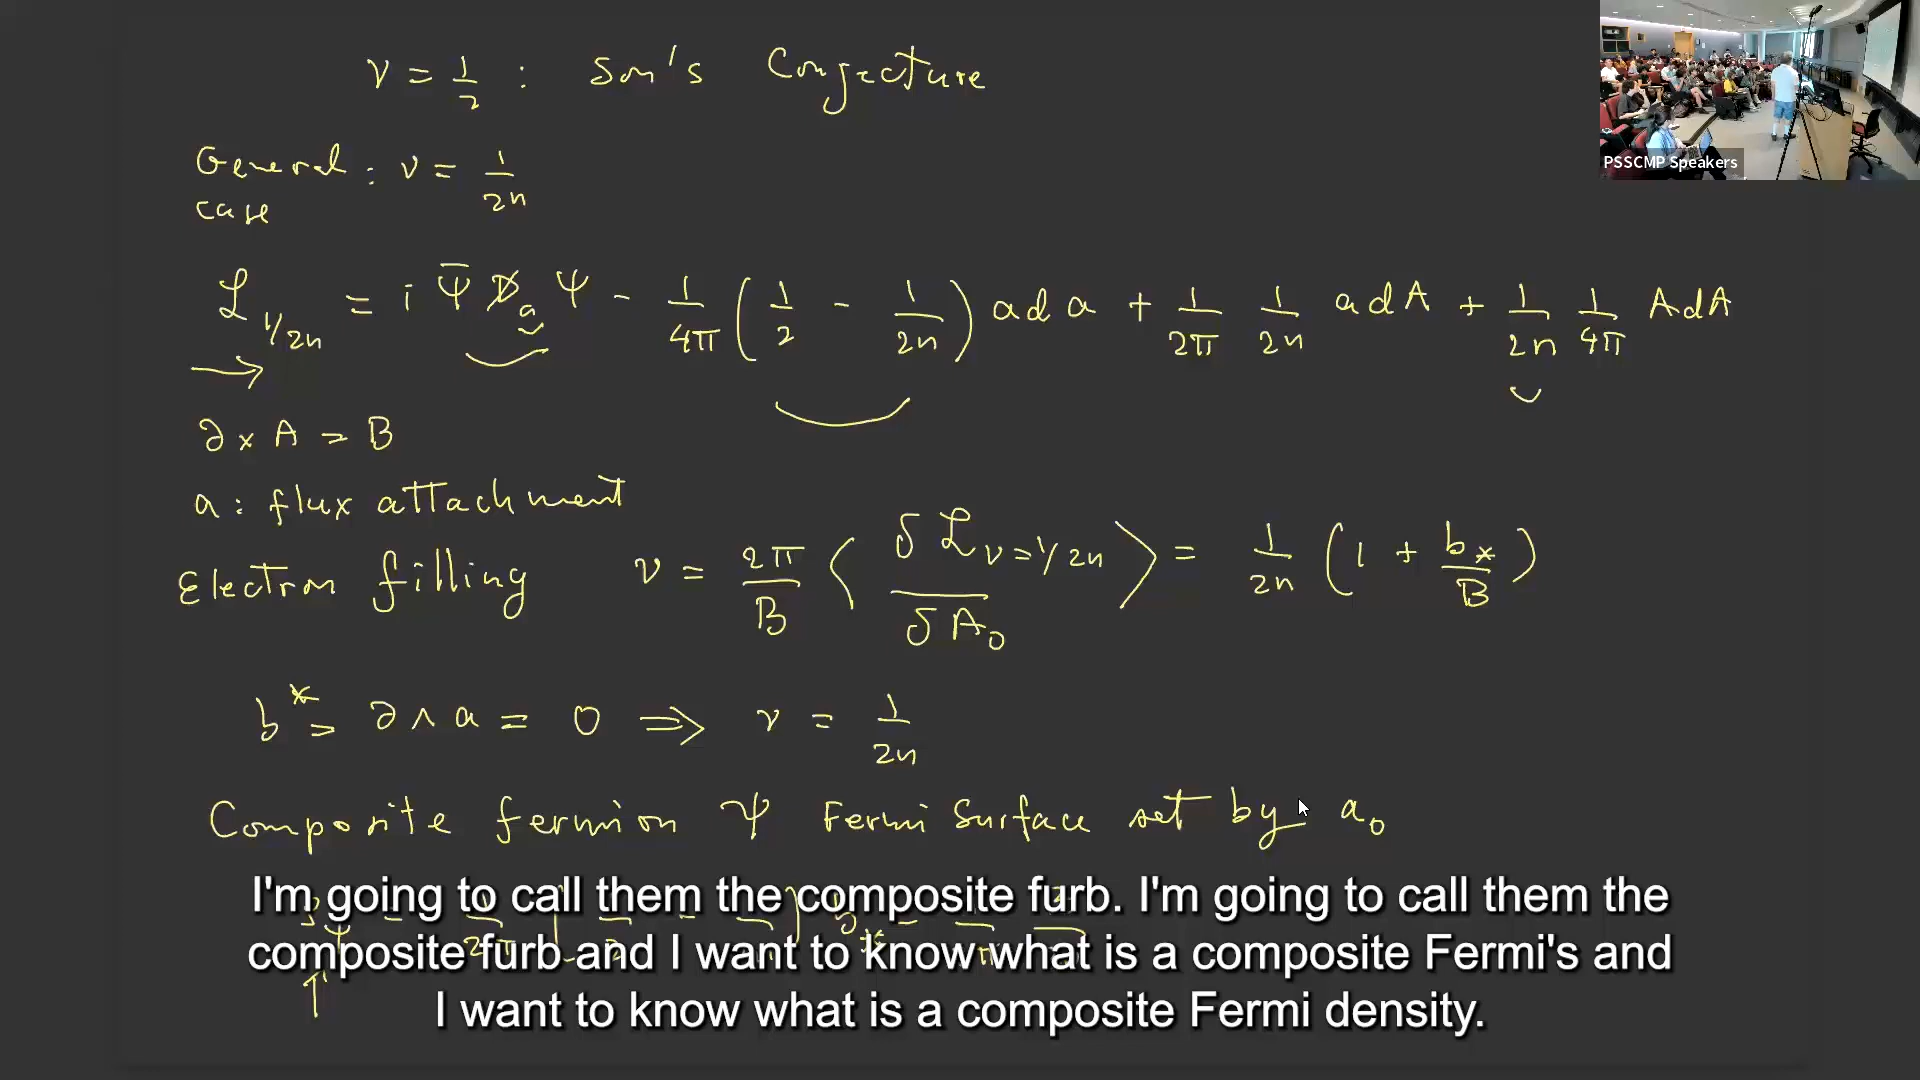 ν = 1/2 : Son's Conjecture
General case : ν = 1/2n
ℒ_{1/2n} = i Ψ̄ D̸_a Ψ - 1/4π (1/2 - 1/2n) ada + 1/2π 1/2n adA + 1/2n 1/4π AdA
∂ × A = B
a : flux attachment
Electron filling ν = 2π/B ⟨ δℒ_{ν=1/2n} / δA_0 ⟩ = 1/2n (1 + b_*/B)
b^* = ∂ ∧ a = 0 ⟹ ν = 1/2n
Composite fermion Ψ Fermi Surface set by a_0
I'm going to call them the composite furb. I'm going to call them the
composite furb and I want to know what is a composite Fermi's and
I want to know what is a composite Fermi density.
PSSCMP Speakers